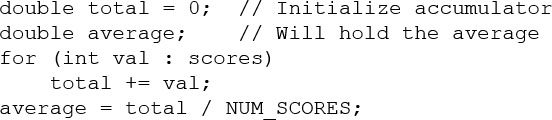 double total = 0;  // Initialize accumulator
double average;    // Will hold the average
for (int val : scores)
    total += val;
average = total / NUM_SCORES;